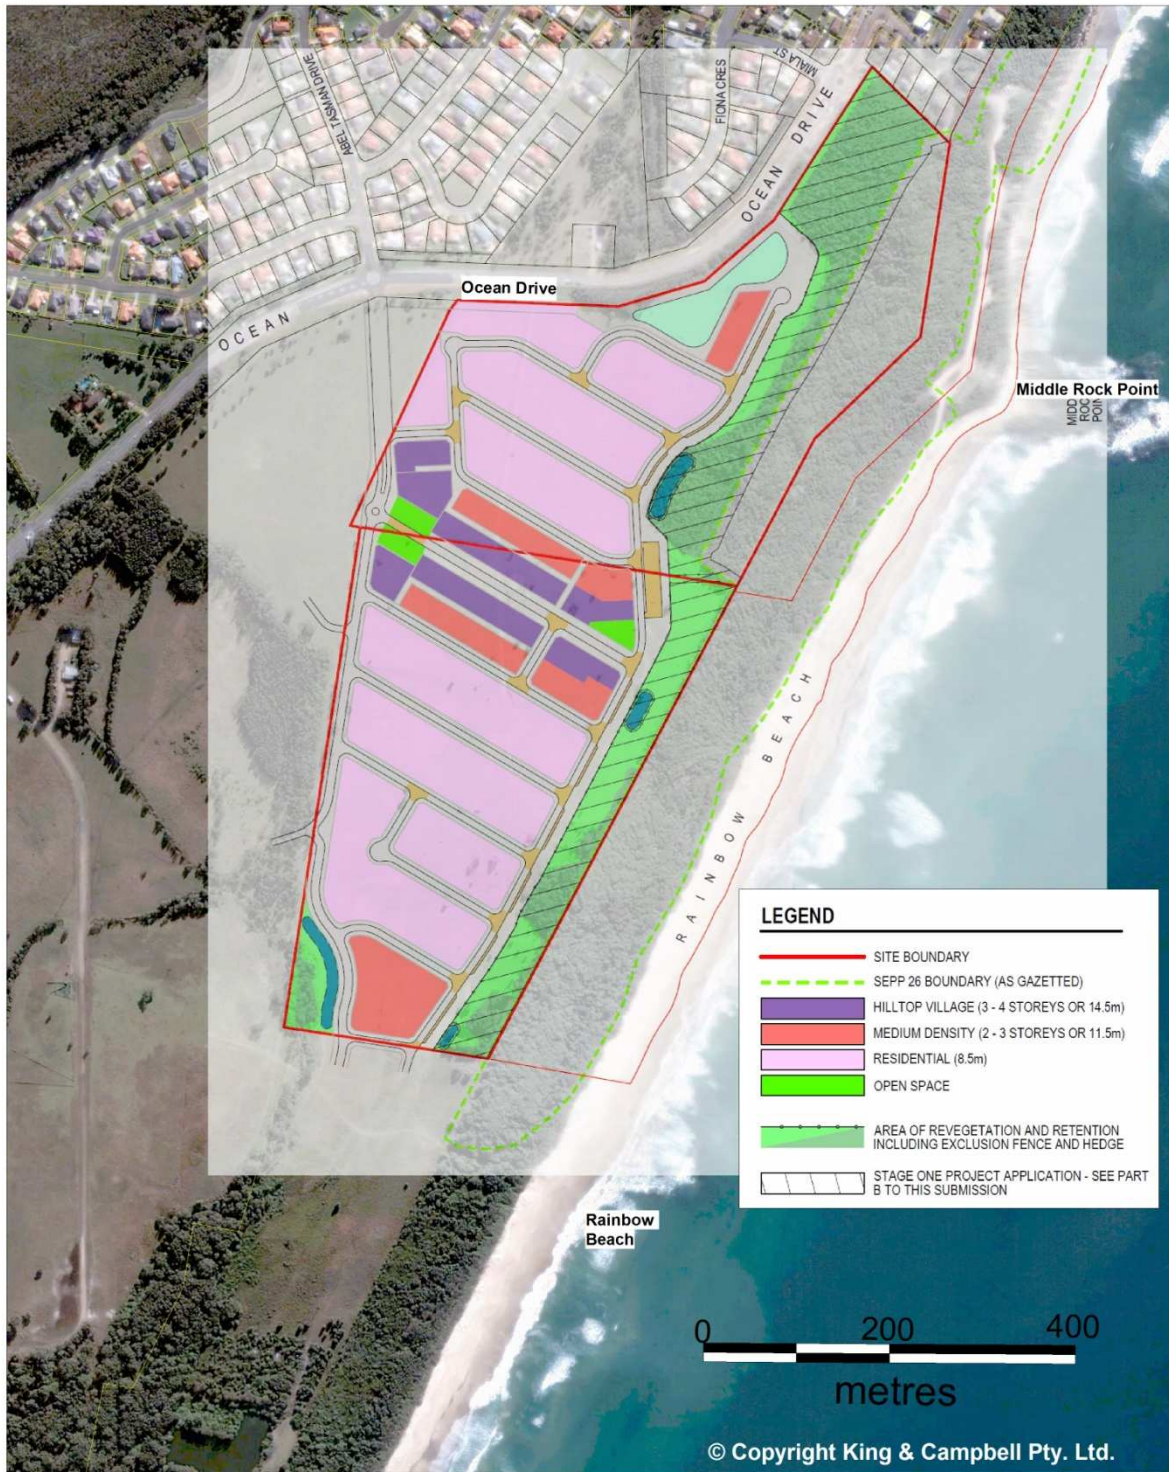 ABEL TASMAN DRIVE
FIONA CRES
MIALA ST
OCEAN DRIVE
Ocean Drive
OCEAN
Middle Rock Point
MIDD
ROC
POIN
RAINBOW BEACH
LEGEND
SITE BOUNDARY
SEPP 26 BOUNDARY (AS GAZETTED)
HILLTOP VILLAGE (3 - 4 STOREYS OR 14.5m)
MEDIUM DENSITY (2 - 3 STOREYS OR 11.5m)
RESIDENTIAL (8.5m)
OPEN SPACE
AREA OF REVEGETATION AND RETENTION
INCLUDING EXCLUSION FENCE AND HEDGE
STAGE ONE PROJECT APPLICATION - SEE PART
B TO THIS SUBMISSION
Rainbow
Beach
0 200 400
metres
© Copyright King & Campbell Pty. Ltd.